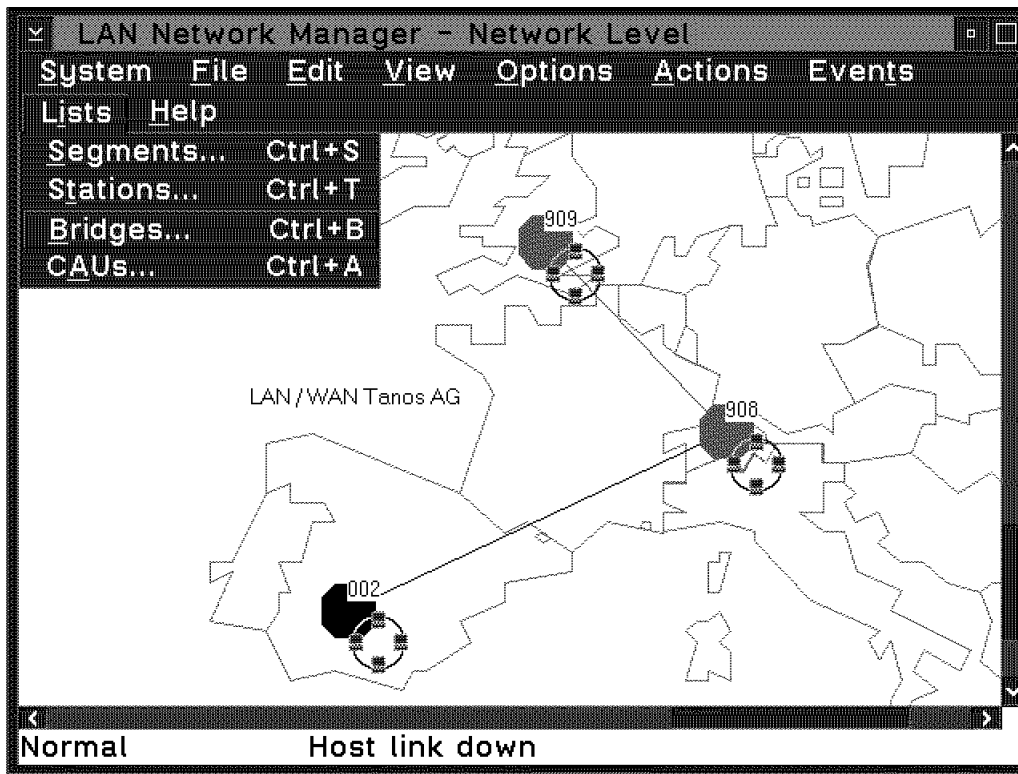 LAN Network Manager - Network Level
System File Edit View Options Actions Events
Lists Help
Segments... Ctrl+S
Stations... Ctrl+T
Bridges... Ctrl+B
CAUs... Ctrl+A
909
LAN / WAN Tanos AG
908
002
Normal Host link down